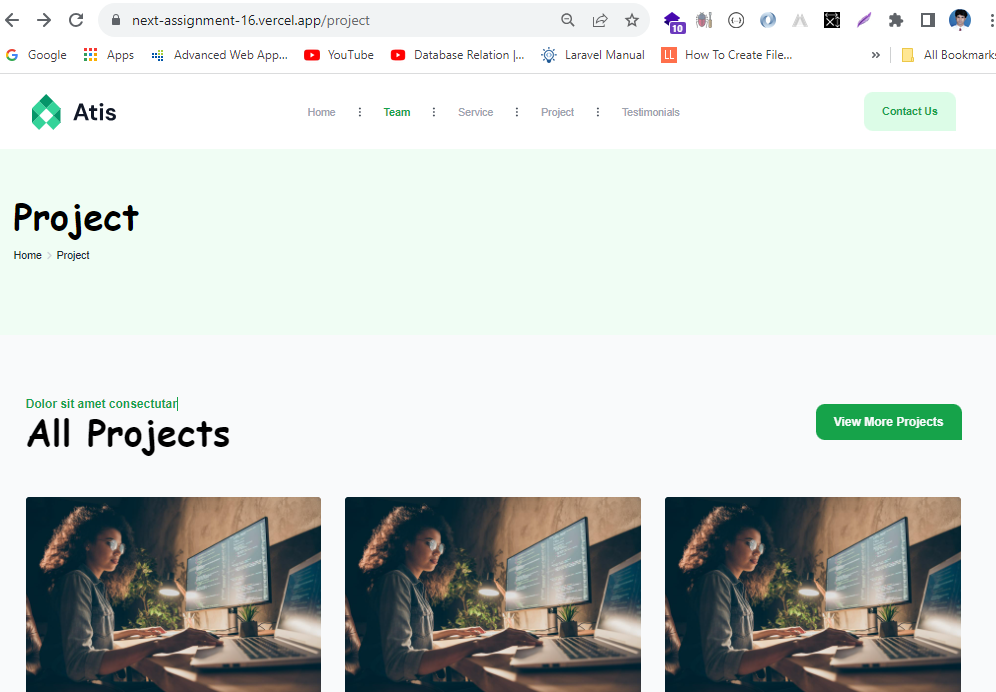 next-assignment-16.vercel.app/project
10
Google Apps Advanced Web App... YouTube Database Relation |... Laravel Manual LL How To Create File... » All Bookmarks
Atis Home Team Service Project Testimonials Contact Us
Project
Home > Project
Dolor sit amet consectutar
All Projects
View More Projects